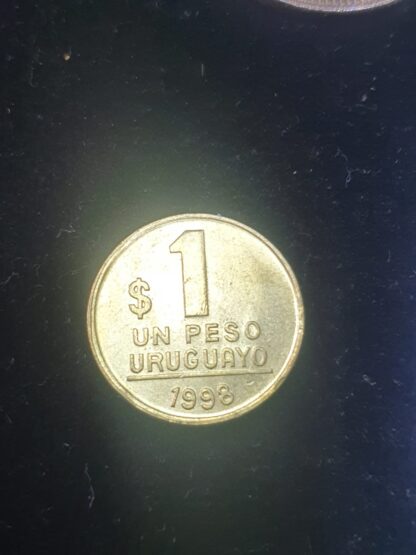 $ 1
UN PESO
URUGUAYO
1998